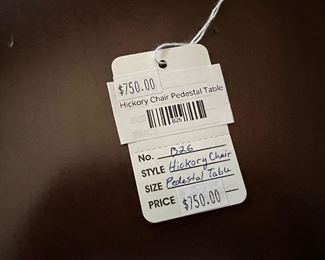 $750.00
Hickory Chair Pedestal Table
B26
No. B26
STYLE Hickory Chair
SIZE Pedestal Table
PRICE $750.00